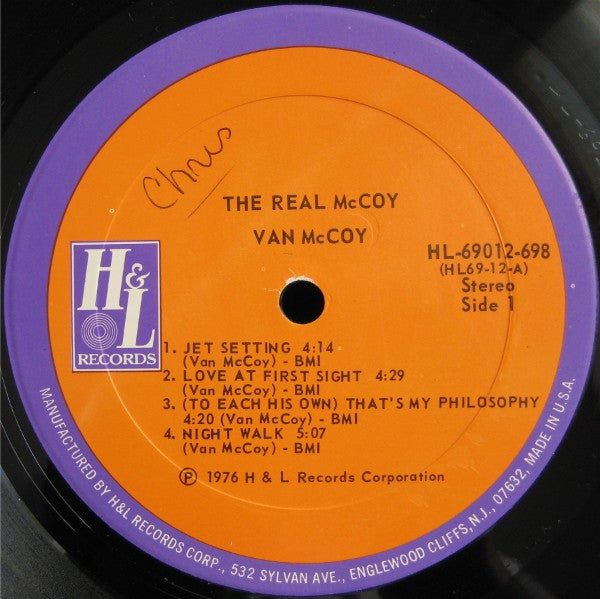 Chris
THE REAL McCOY
VAN McCOY
HL-69012-698
(HL69-12-A)
Stereo
Side 1
H&L
RECORDS
1. JET SETTING 4:14
(Van McCoy) - BMI
2. LOVE AT FIRST SIGHT 4:29
(Van McCoy) - BMI
3. (TO EACH HIS OWN) THAT'S MY PHILOSOPHY
4:20 (Van McCoy) - BMI
4. NIGHT WALK 5:07
(Van McCoy) - BMI
Ⓟ 1976 H & L Records Corporation
MANUFACTURED BY H&L RECORDS CORP., 532 SYLVAN AVE., ENGLEWOOD CLIFFS, N.J., 07632, MADE IN U.S.A.